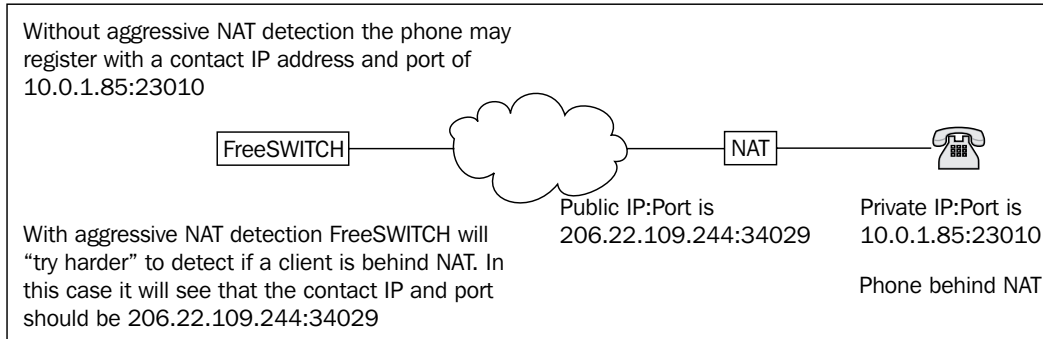 Without aggressive NAT detection the phone may
register with a contact IP address and port of
10.0.1.85:23010
FreeSWITCH
NAT
Public IP:Port is
206.22.109.244:34029
Private IP:Port is
10.0.1.85:23010
Phone behind NAT
With aggressive NAT detection FreeSWITCH will
“try harder” to detect if a client is behind NAT. In
this case it will see that the contact IP and port
should be 206.22.109.244:34029